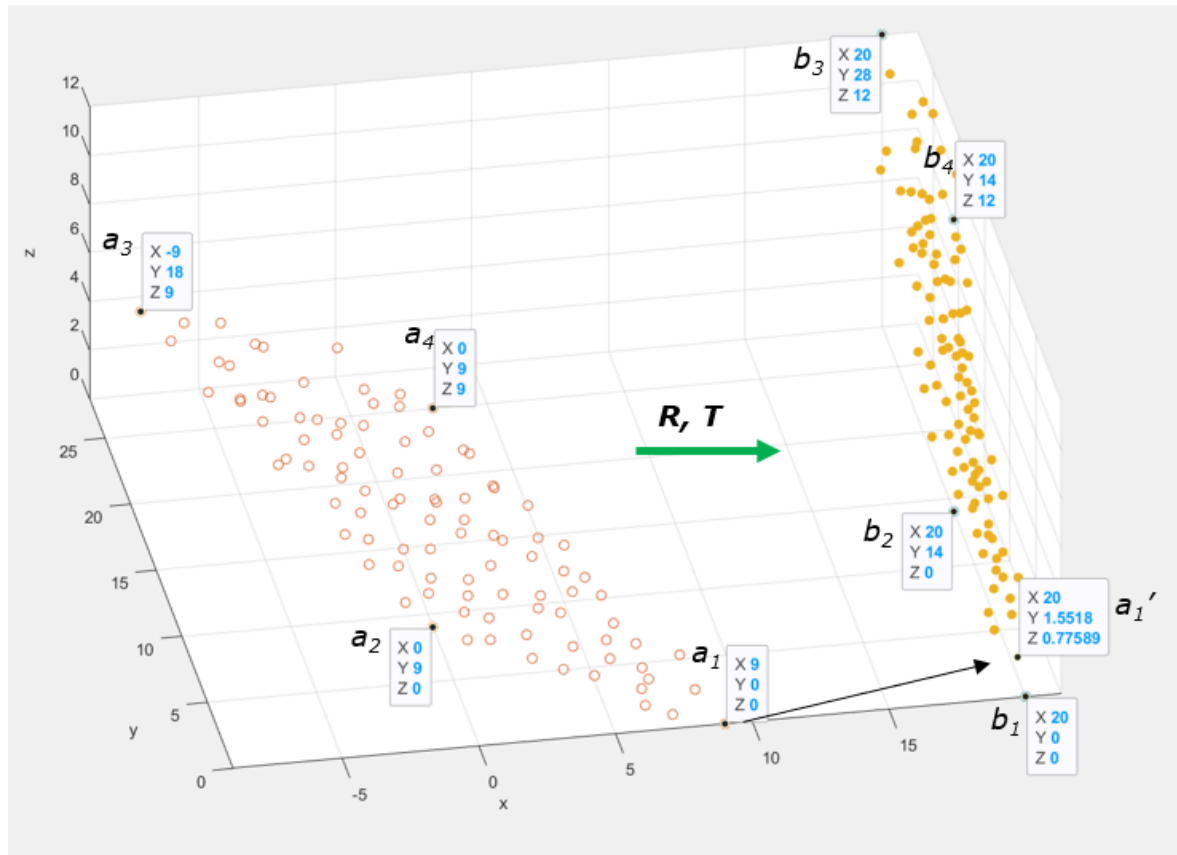 b3
X 20
Y 28
Z 12
12
10
8
6
4
2
0
z
b4
X 20
Y 14
Z 12
a3
X -9
Y 18
Z 9
a4
X 0
Y 9
Z 9
R, T
25
20
15
10
5
0
y
b2
X 20
Y 14
Z 0
a1′
X 20
Y 1.5518
Z 0.77589
a2
X 0
Y 9
Z 0
a1
X 9
Y 0
Z 0
b1
X 20
Y 0
Z 0
-5
0
5
10
15
x